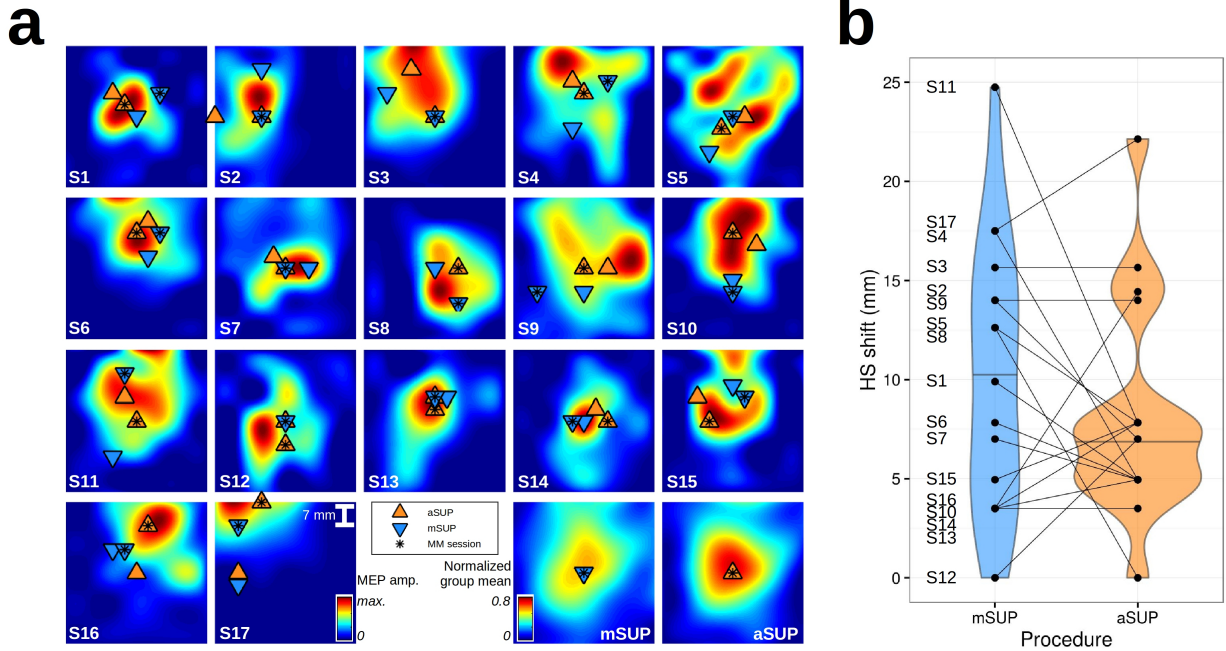 a
b
S1
S2
S3
S4
S5
S6
S7
S8
S9
S10
S11
S12
S13
S14
S15
S16
S17
7 mm
aSUP
mSUP
MM session
MEP amp.
max.
0
Normalized
group mean
0.8
0
mSUP
aSUP
HS shift (mm)
25
20
15
10
5
0
S11
S17
S4
S3
S2
S9
S5
S8
S1
S6
S7
S15
S16
S10
S14
S13
S12
mSUP
aSUP
Procedure